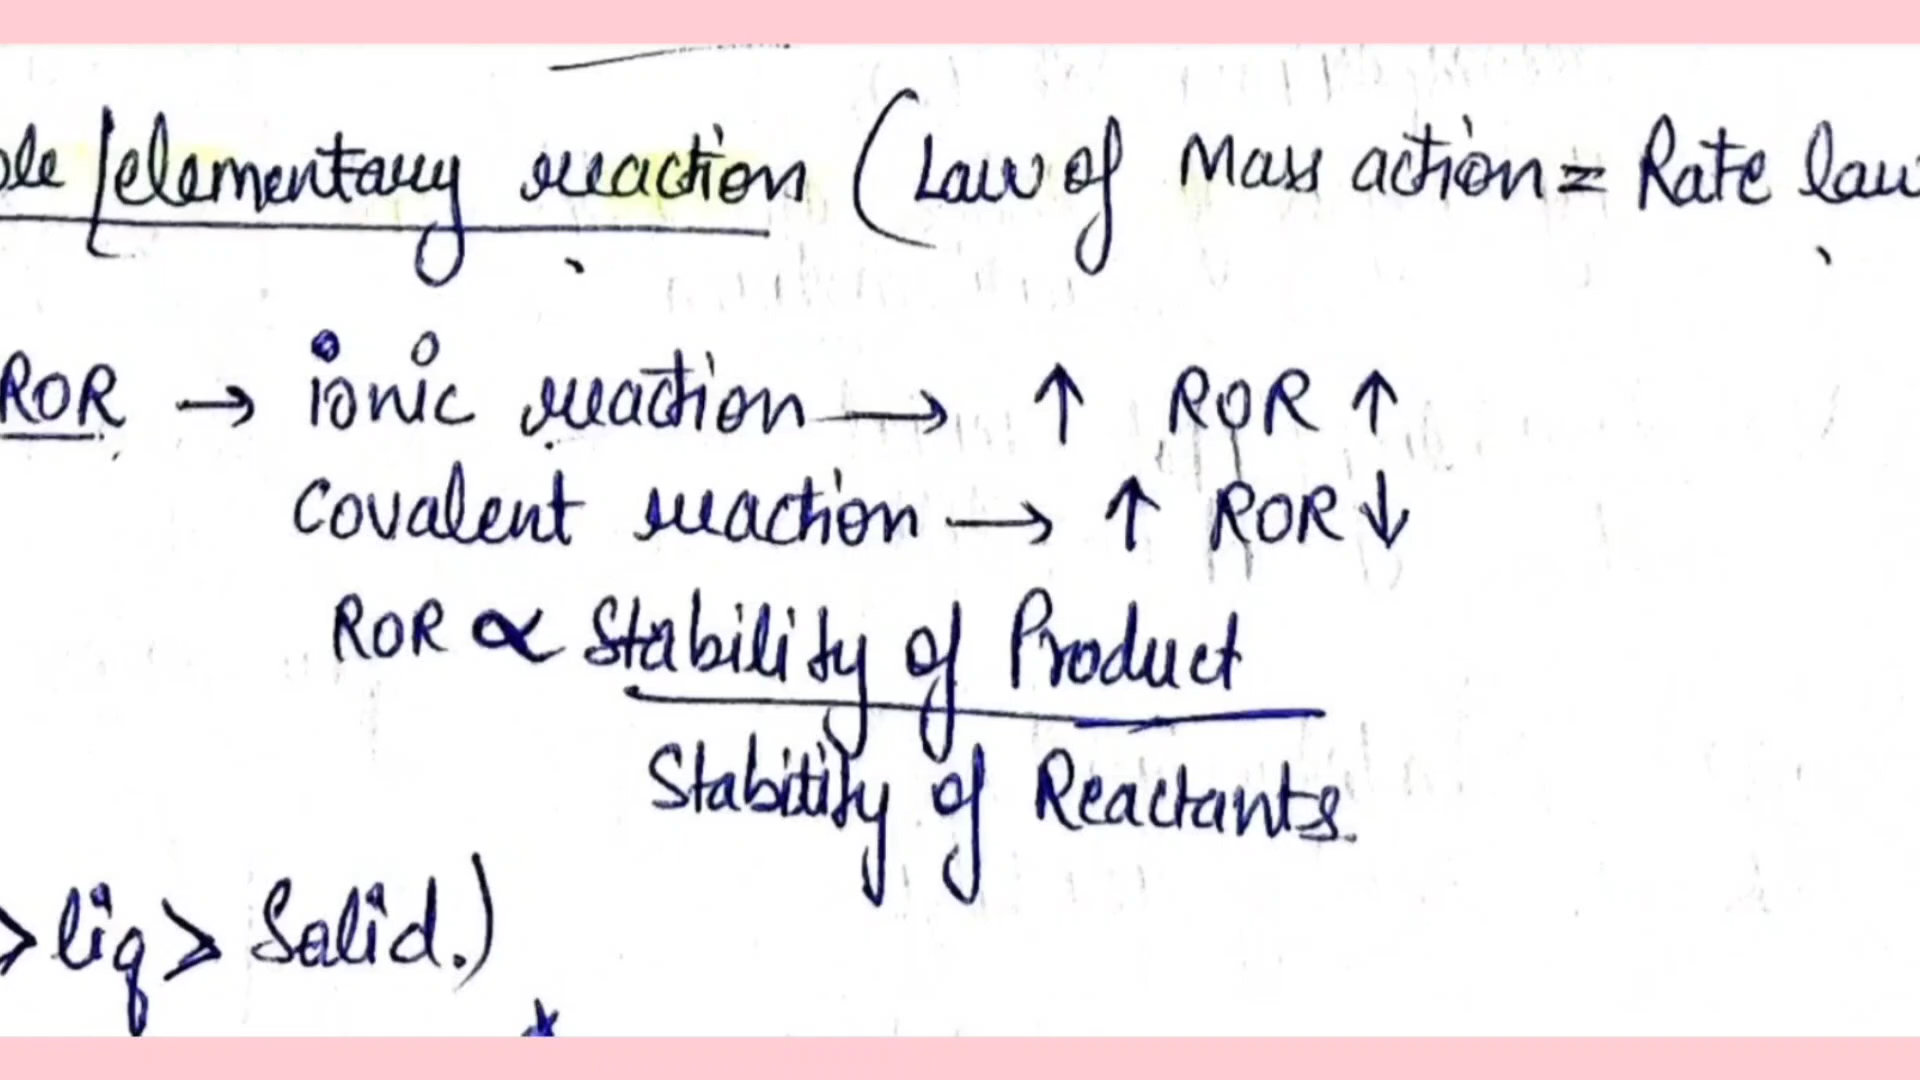 ole / elementary reaction ( Law of Mass action = Rate law
ROR → ionic reaction → ↑ ROR ↑
Covalent reaction → ↑ ROR ↓
ROR ∝ Stability of Product
Stability of Reactants.
> liq > Solid.)